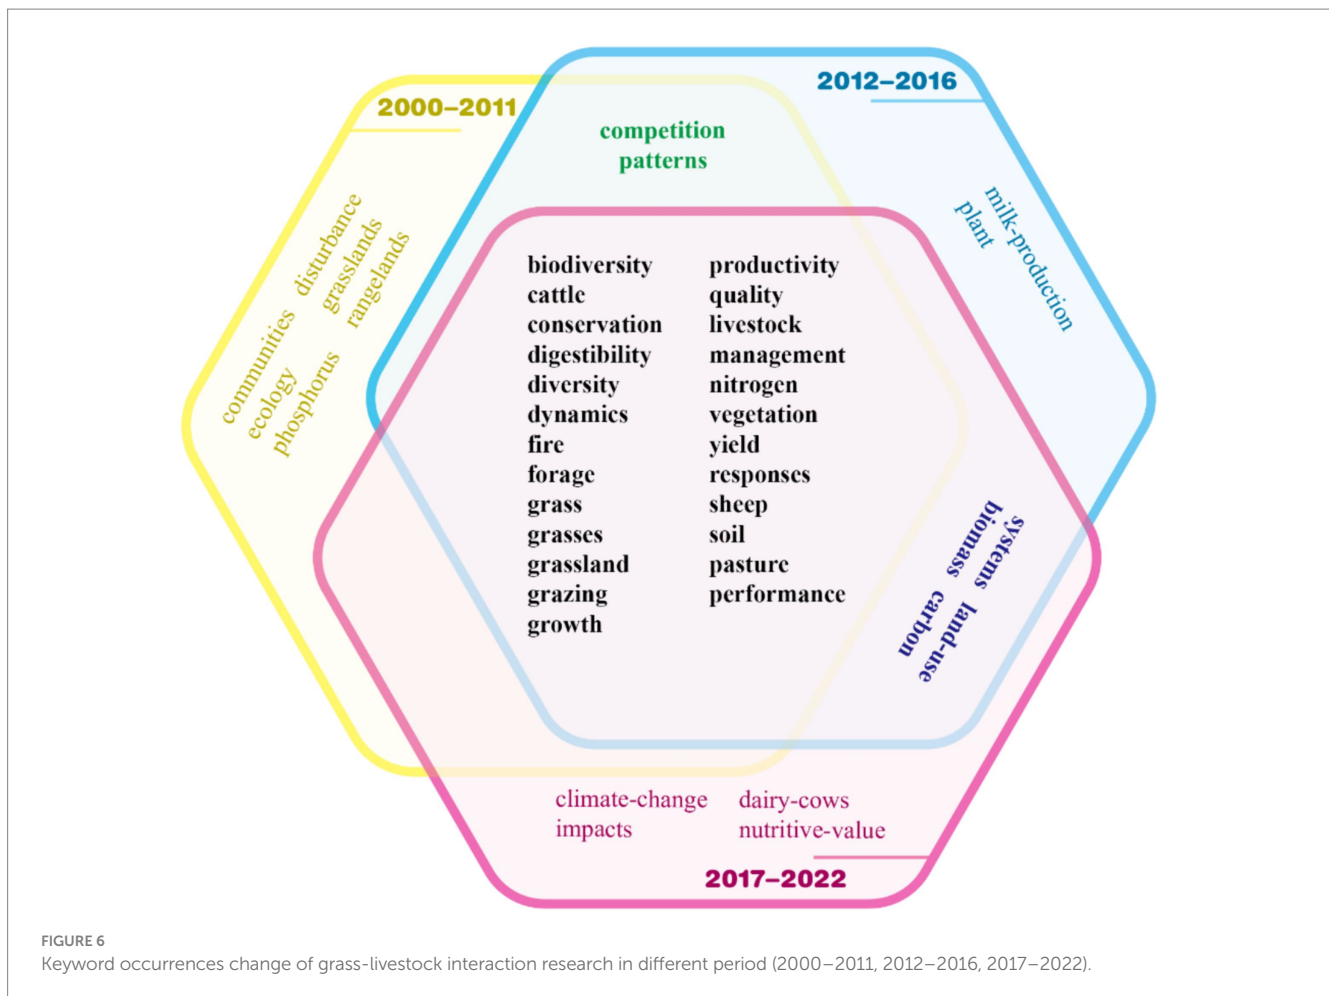 2000–2011
2012–2016
competition
patterns
communities disturbance
ecology grasslands
phosphorus rangelands
milk-production
plant
biodiversity
cattle
conservation
digestibility
diversity
dynamics
fire
forage
grass
grasses
grassland
grazing
growth
productivity
quality
livestock
management
nitrogen
vegetation
yield
responses
sheep
soil
pasture
performance
systems land-use
biomass carbon
climate-change
impacts
dairy-cows
nutritive-value
2017–2022
FIGURE 6
Keyword occurrences change of grass-livestock interaction research in different period (2000–2011, 2012–2016, 2017–2022).